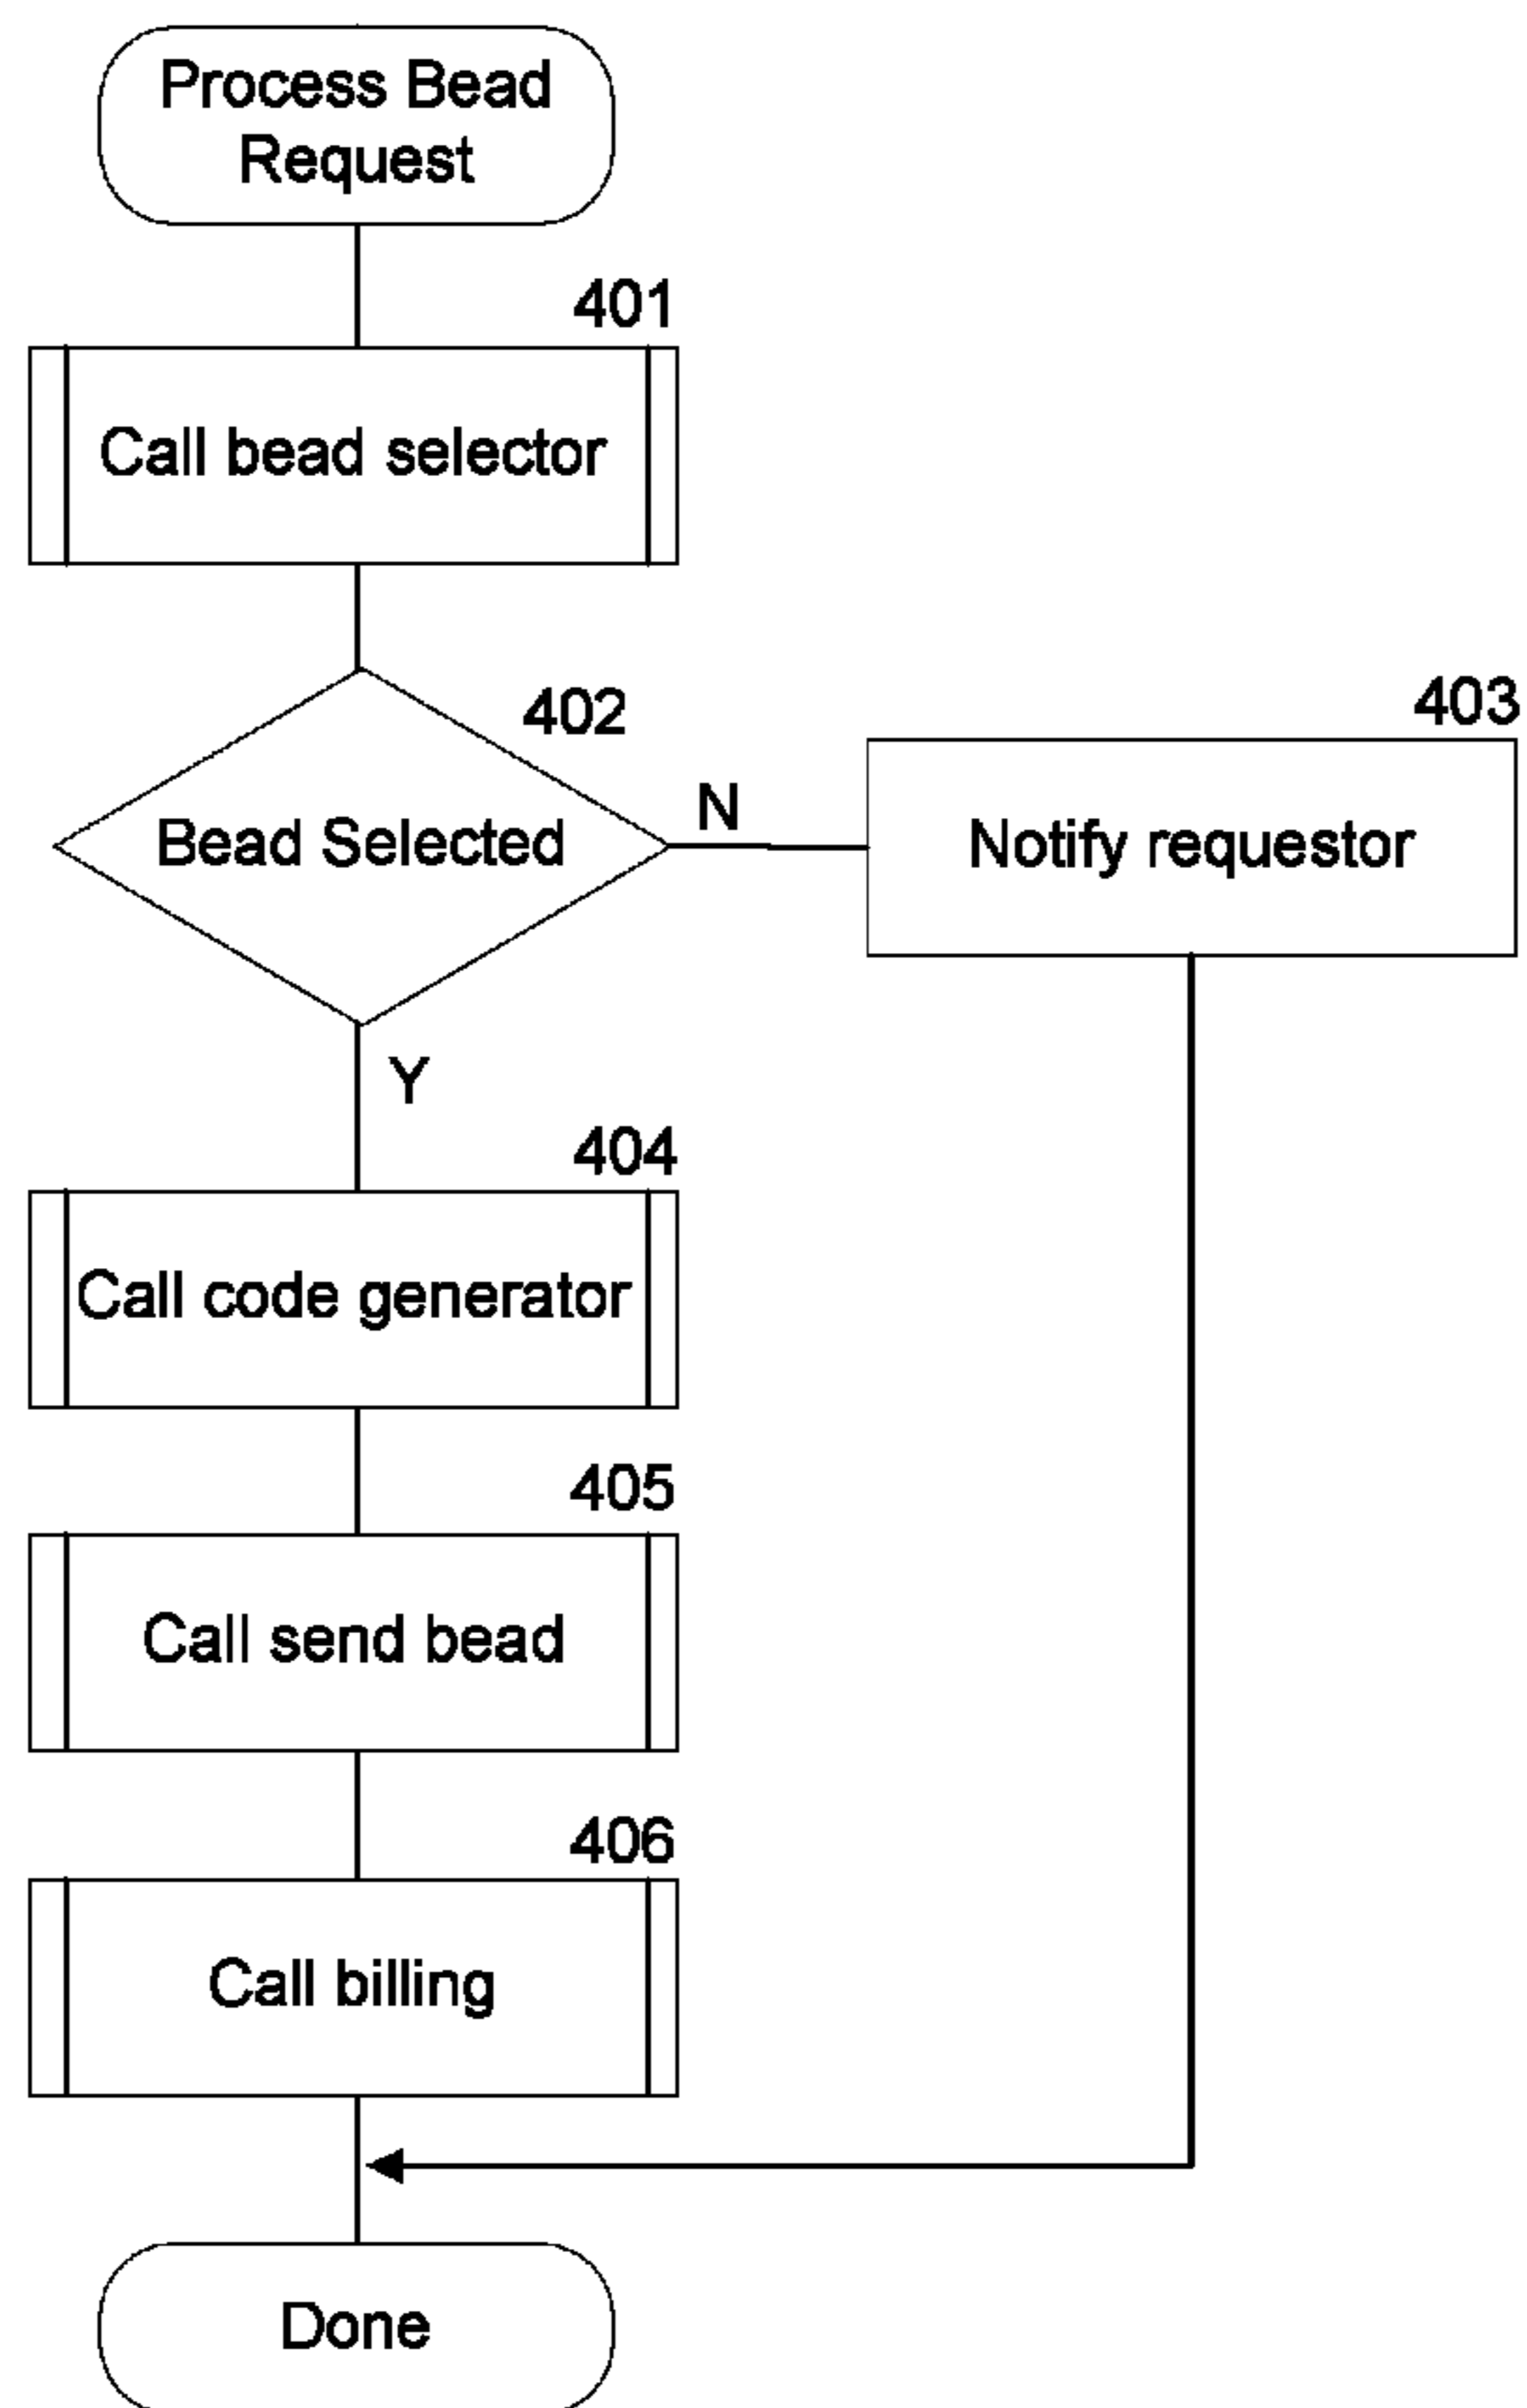 Process Bead
Request
401
Call bead selector
402
Bead Selected
N
403
Notify requestor
Y
404
Call code generator
405
Call send bead
406
Call billing
Done